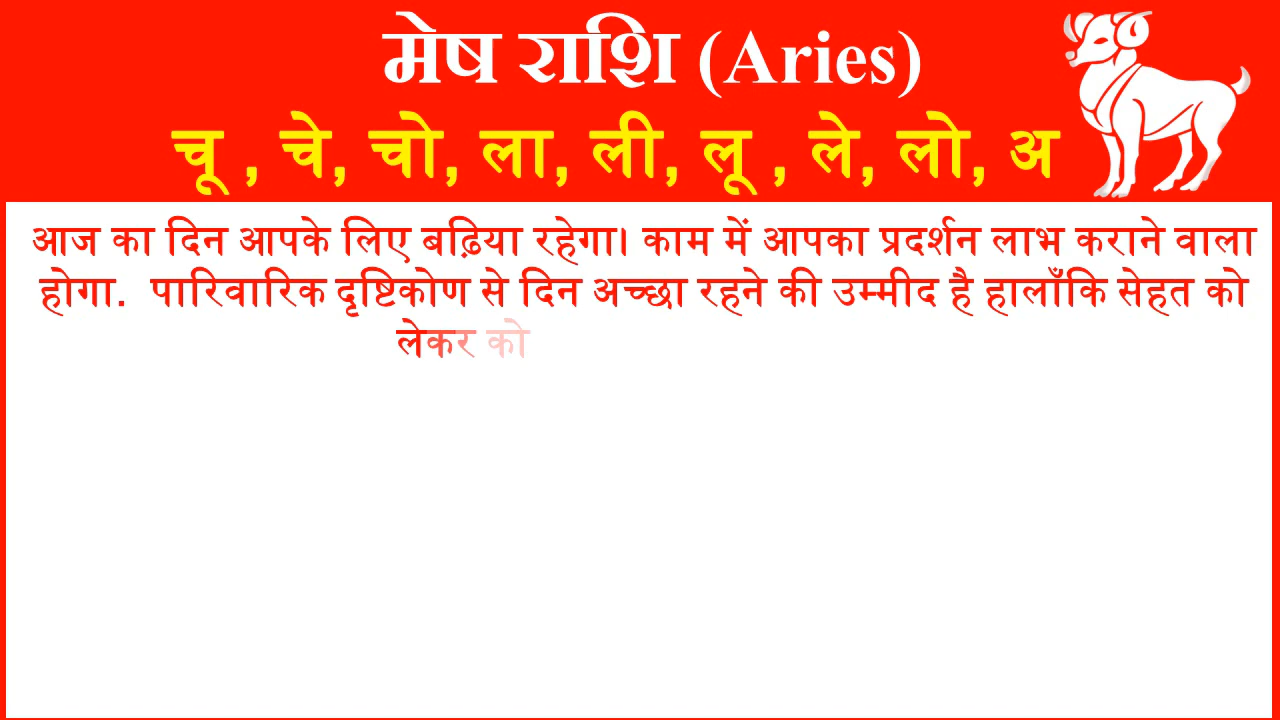 मेष राशि (Aries)
चू , चे, चो, ला, ली, लू , ले, लो, अ
आज का दिन आपके लिए बढ़िया रहेगा। काम में आपका प्रदर्शन लाभ कराने वाला
होगा. पारिवारिक दृष्टिकोण से दिन अच्छा रहने की उम्मीद है हालाँकि सेहत को
लेकर को